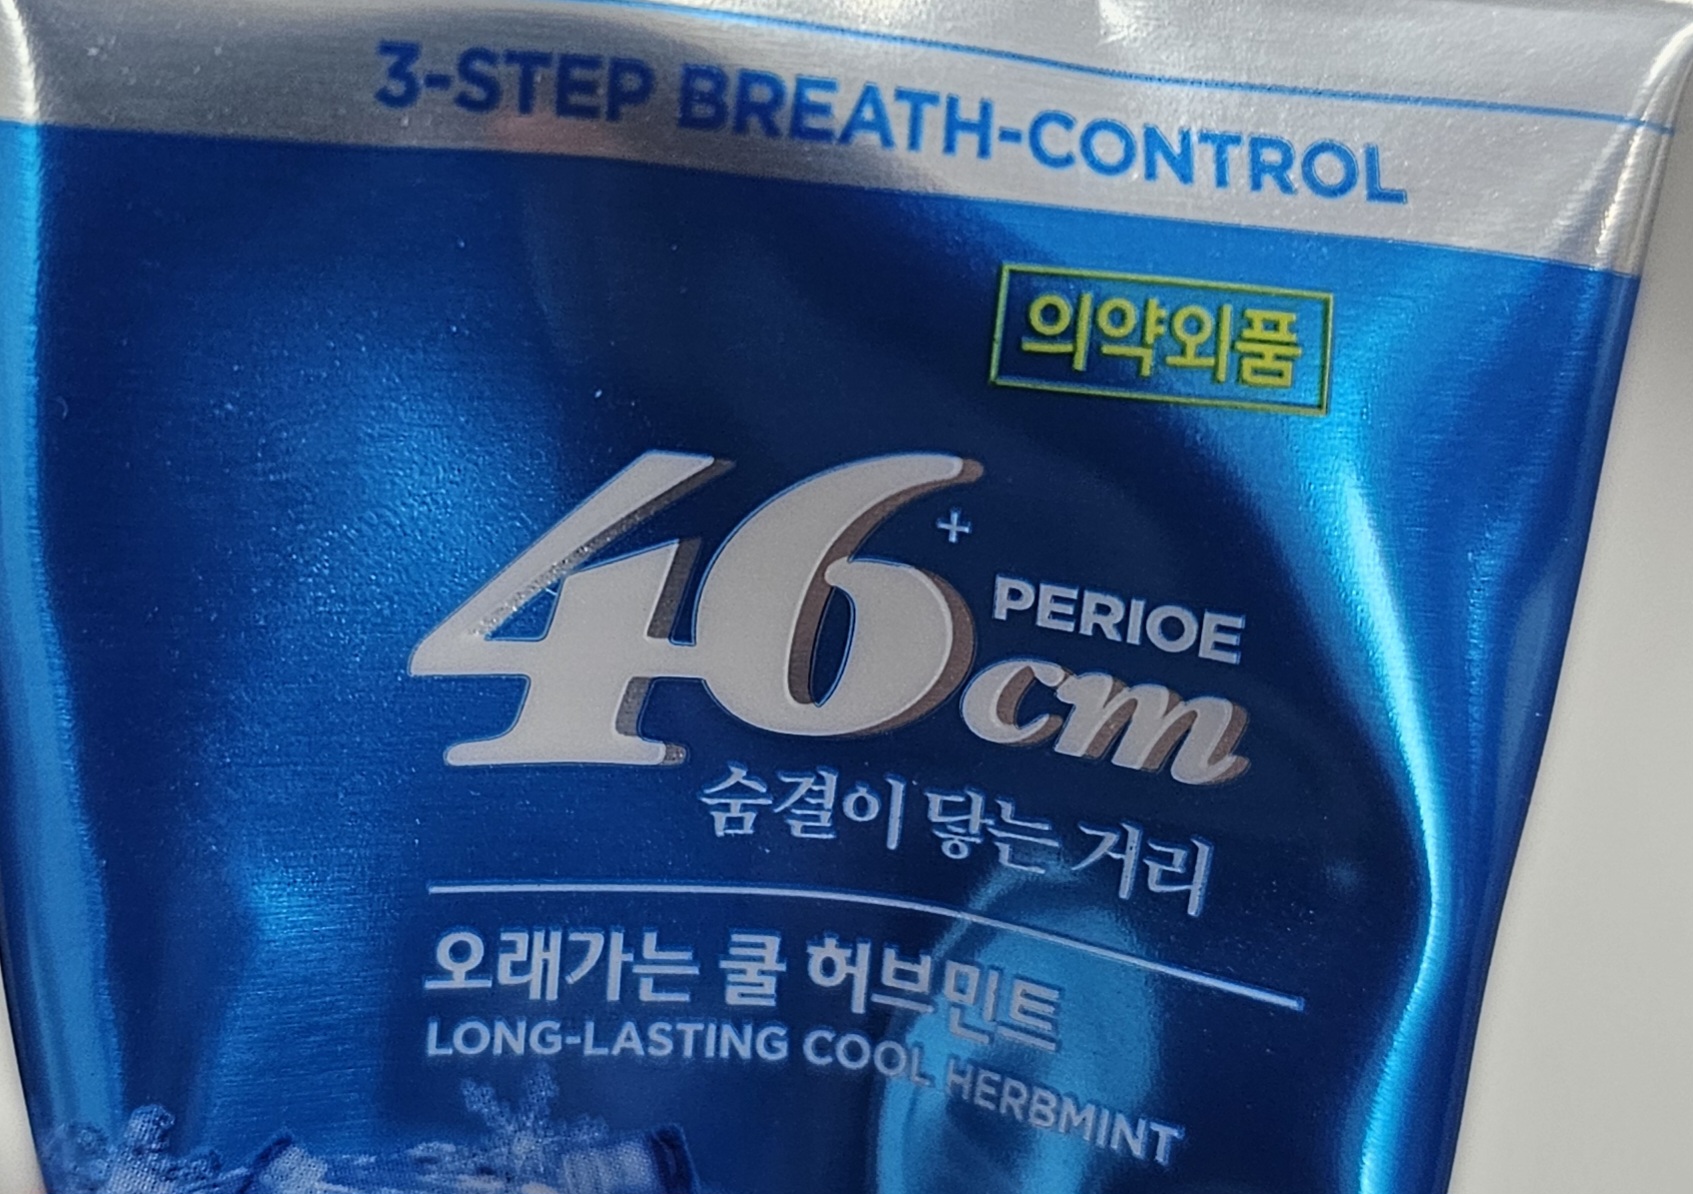 3-STEP BREATH-CONTROL
의약외품
46+
PERIOE
cm
숨결이 닿는 거리
오래가는 쿨 허브민트
LONG-LASTING COOL HERBMINT